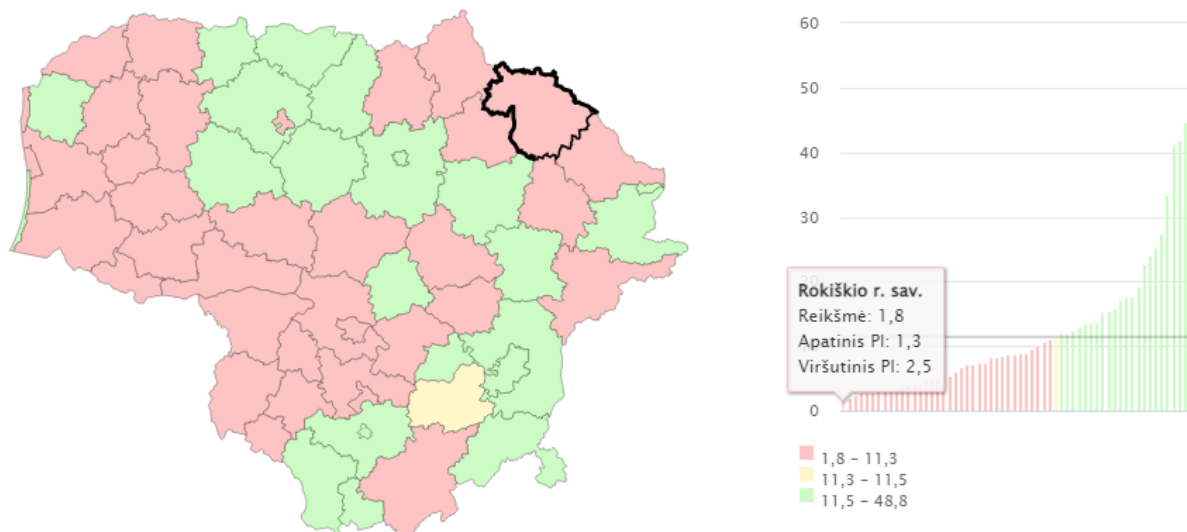 60
50
40
30
20
Rokiškio r. sav.
Reikšmė: 1,8
Apatinis PI: 1,3
Viršutinis PI: 2,5
0
1,8 – 11,3
11,3 – 11,5
11,5 – 48,8